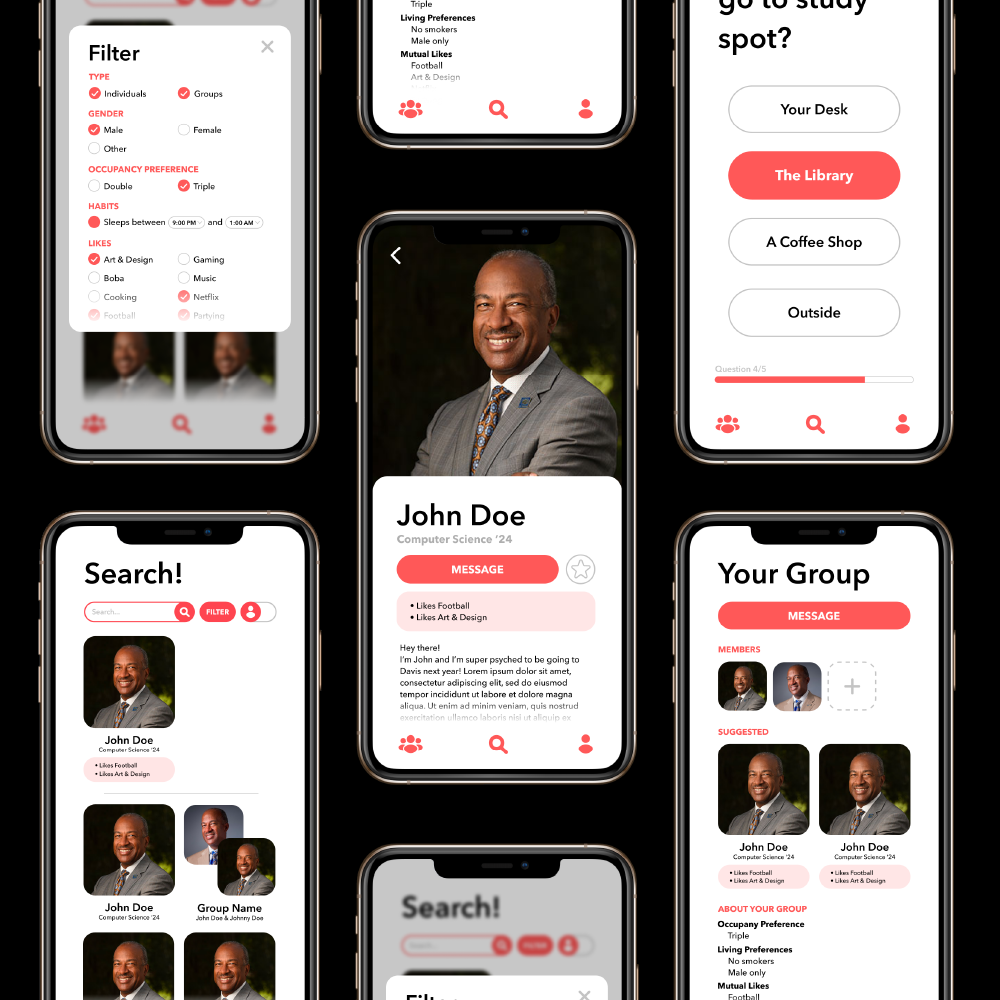 Filter
TYPE
Individuals
Groups
GENDER
Male
Female
Other
OCCUPANCY PREFERENCE
Double
Triple
HABITS
Sleeps between 9:00 PM and 1:00 AM
LIKES
Art & Design
Gaming
Boba
Music
Cooking
Netflix
Football
Partying
Search!
Search...
FILTER
John Doe
Computer Science '24
• Likes Football
• Likes Art & Design
John Doe
Computer Science '24
Group Name
John Doe & Johnny Doe
Triple
Living Preferences
No smokers
Male only
Mutual Likes
Football
Art & Design
John Doe
Computer Science '24
MESSAGE
• Likes Football
• Likes Art & Design
Hey there!
I'm John and I'm super psyched to be going to
Davis next year! Lorem ipsum dolor sit amet,
consectetur adipiscing elit, sed do eiusmod
tempor incididunt ut labore et dolore magna
aliqua. Ut enim ad minim veniam, quis nostrud
exercitation ullamco laboris nisi ut aliquip ex
Search!
Search...
FILTER
Filter
go to study
spot?
Your Desk
The Library
A Coffee Shop
Outside
Question 4/5
Your Group
MESSAGE
MEMBERS
SUGGESTED
John Doe
Computer Science '24
• Likes Football
• Likes Art & Design
John Doe
Computer Science '24
• Likes Football
• Likes Art & Design
ABOUT YOUR GROUP
Occupany Preference
Triple
Living Preferences
No smokers
Male only
Mutual Likes
Football